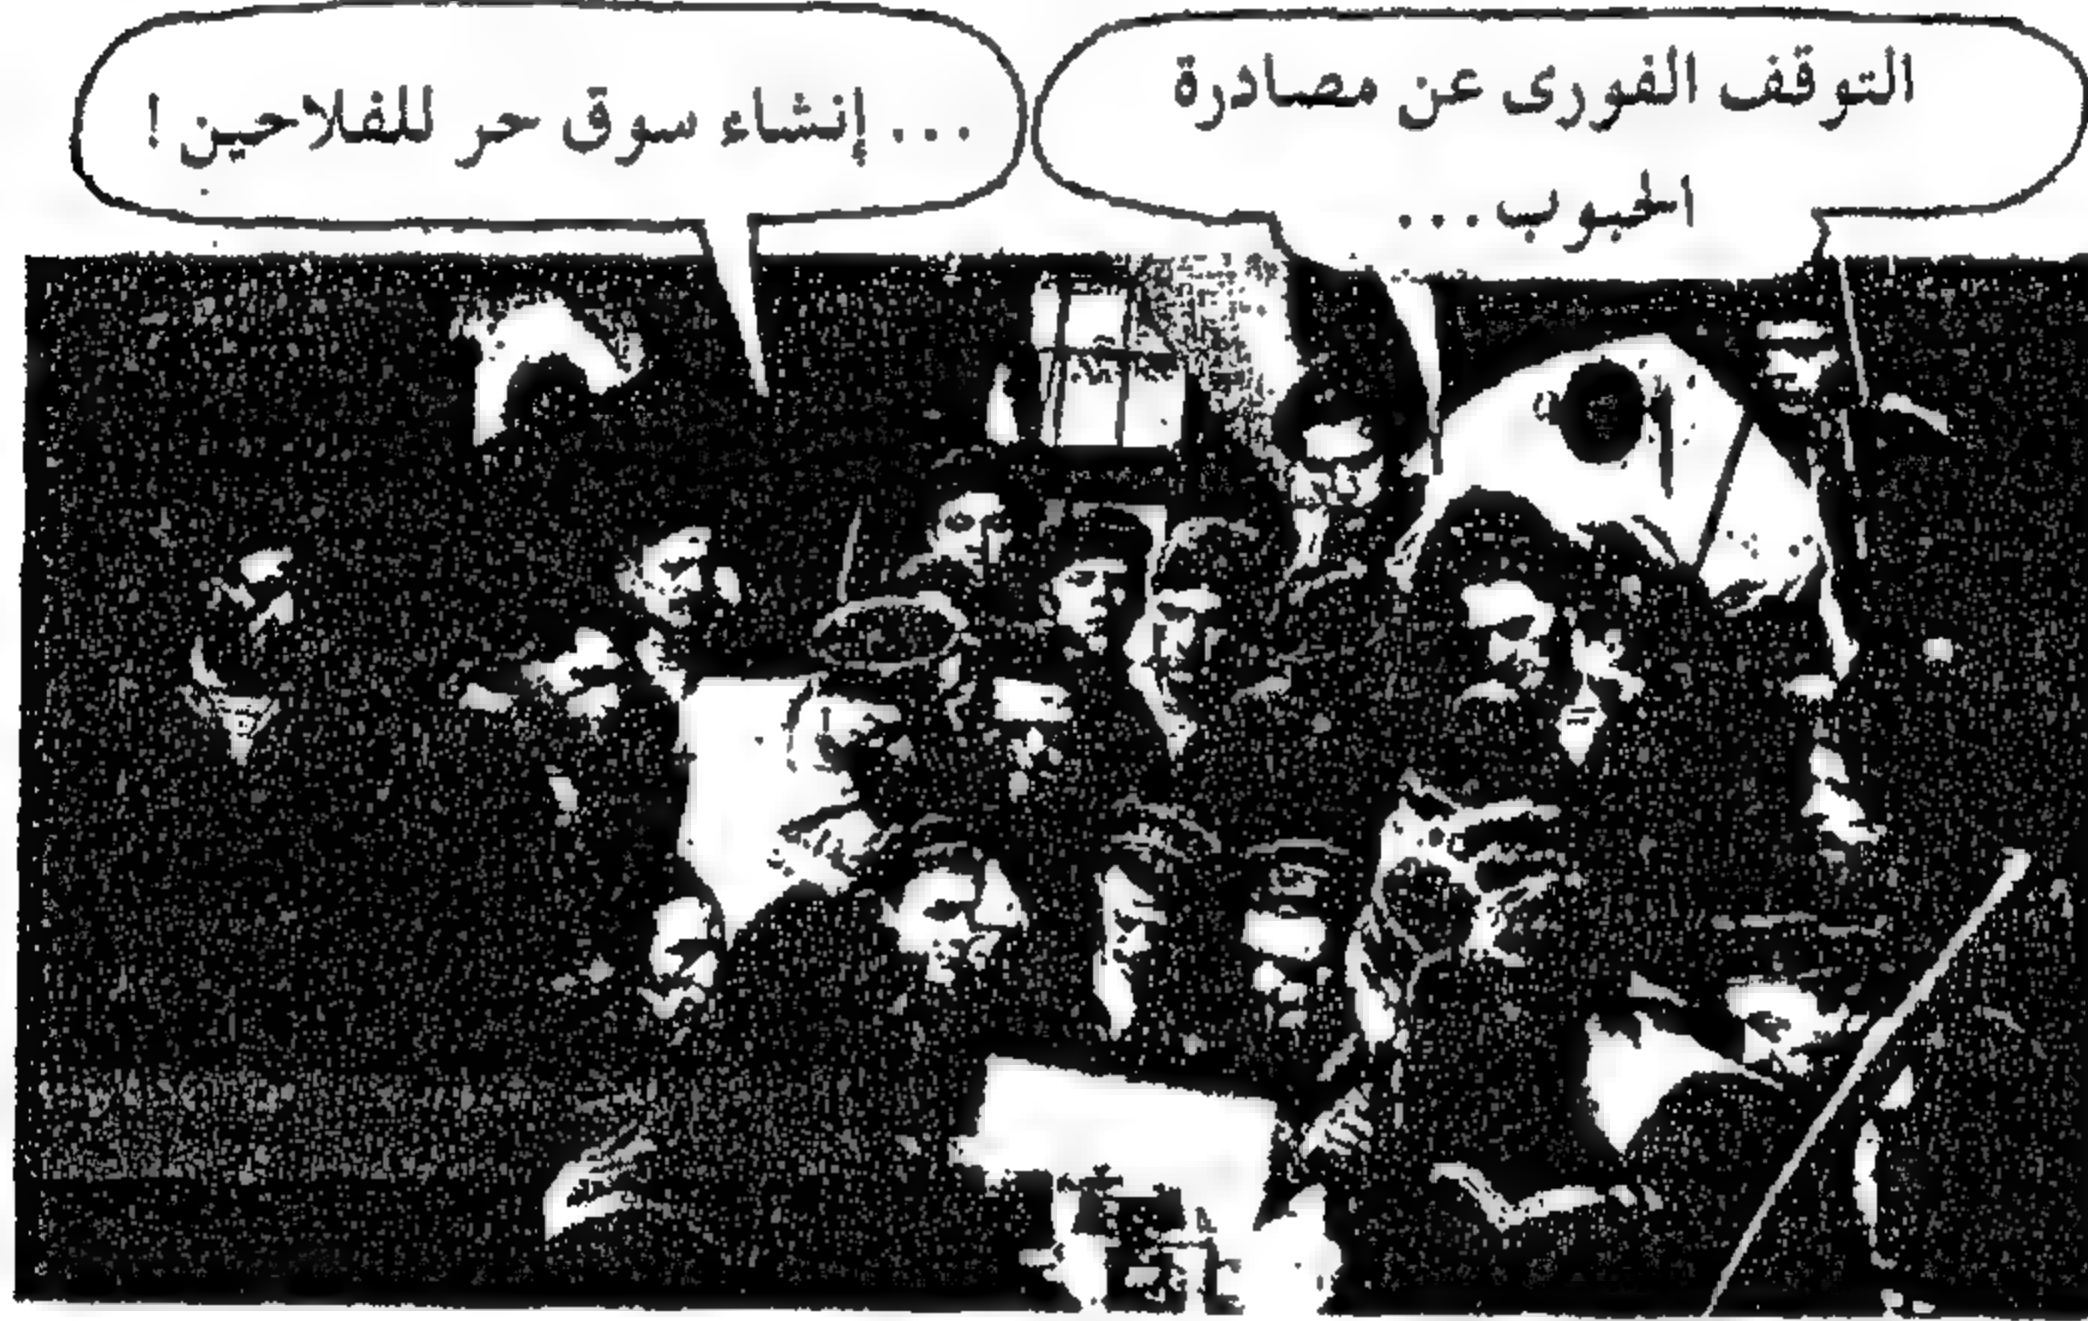 التوقف الفورى عن مصادرة
الحبوب...
... إنشاء سوق حر للفلاحين !